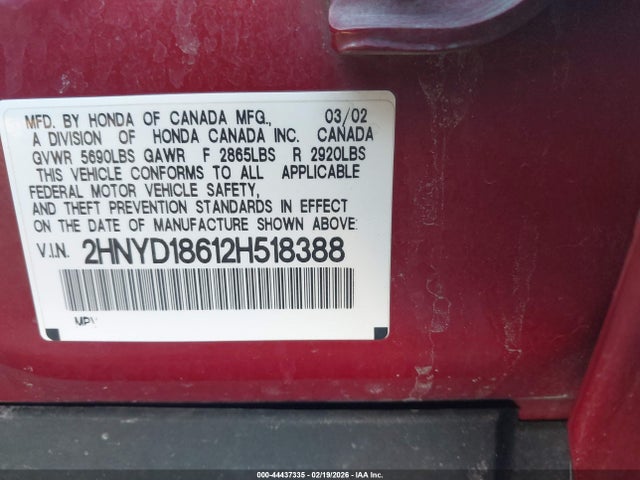 MFD. BY HONDA OF CANADA MFG., 03/02
A DIVISION OF HONDA CANADA INC. CANADA
GVWR 5690LBS GAWR F 2865LBS R 2920LBS
THIS VEHICLE CONFORMS TO ALL APPLICABLE
FEDERAL MOTOR VEHICLE SAFETY,
AND THEFT PREVENTION STANDARDS IN EFFECT
ON THE DATE OF MANUFACTURE SHOWN ABOVE.
V.I.N. 2HNYD18612H518388
MPV
000-44437335 - 02/19/2026 - IAA Inc.